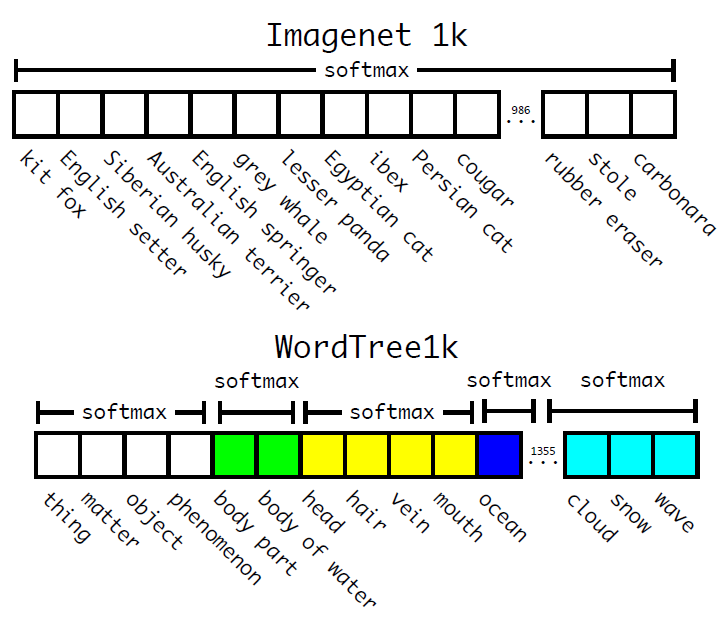 Imagenet 1k
softmax
986
...
kit fox
English setter
Siberian husky
Australian terrier
English springer
grey whale
lesser panda
Egyptian cat
ibex
Persian cat
cougar
rubber eraser
stole
carbonara
WordTree1k
softmax
softmax
softmax
softmax
softmax
1355
...
thing
matter
object
phenomenon
body part
body of water
head
hair
vein
mouth
ocean
cloud
snow
wave